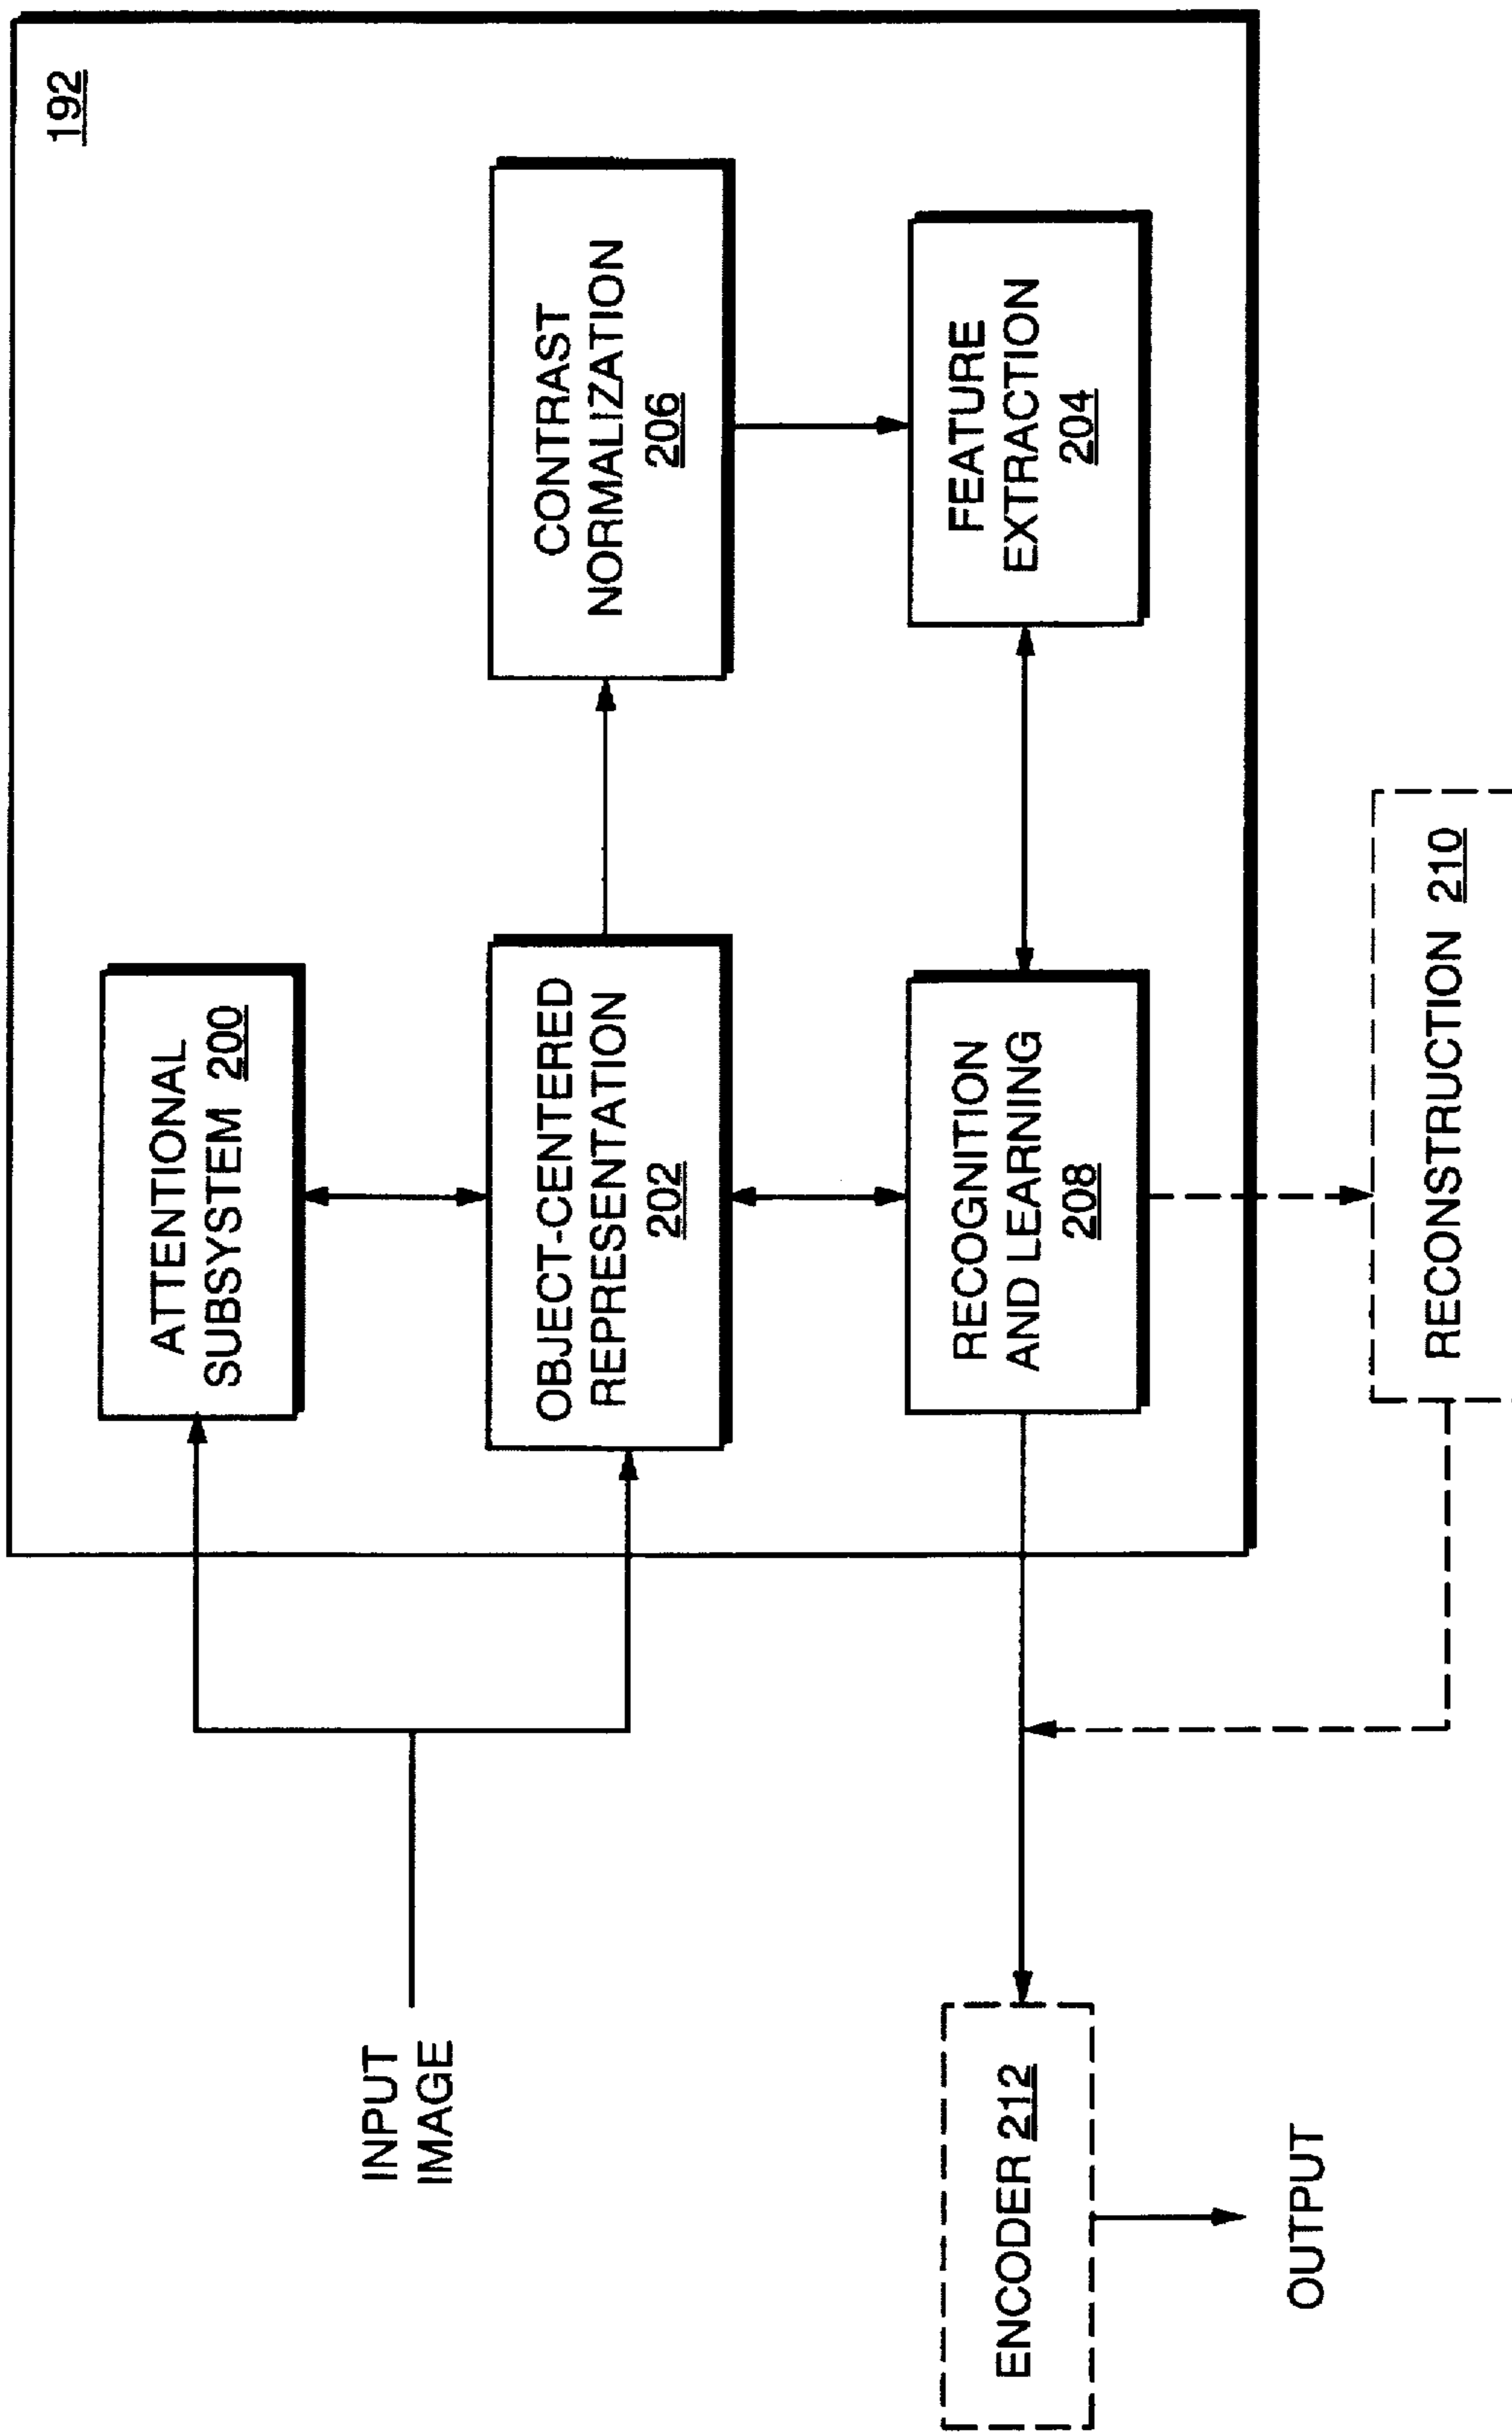 192
INPUT
IMAGE
ATTENTIONAL
SUBSYSTEM 200
OBJECT-CENTERED
REPRESENTATION
202
CONTRAST
NORMALIZATION
206
ENCODER 212
RECOGNITION
AND LEARNING
208
FEATURE
EXTRACTION
204
OUTPUT
RECONSTRUCTION 210